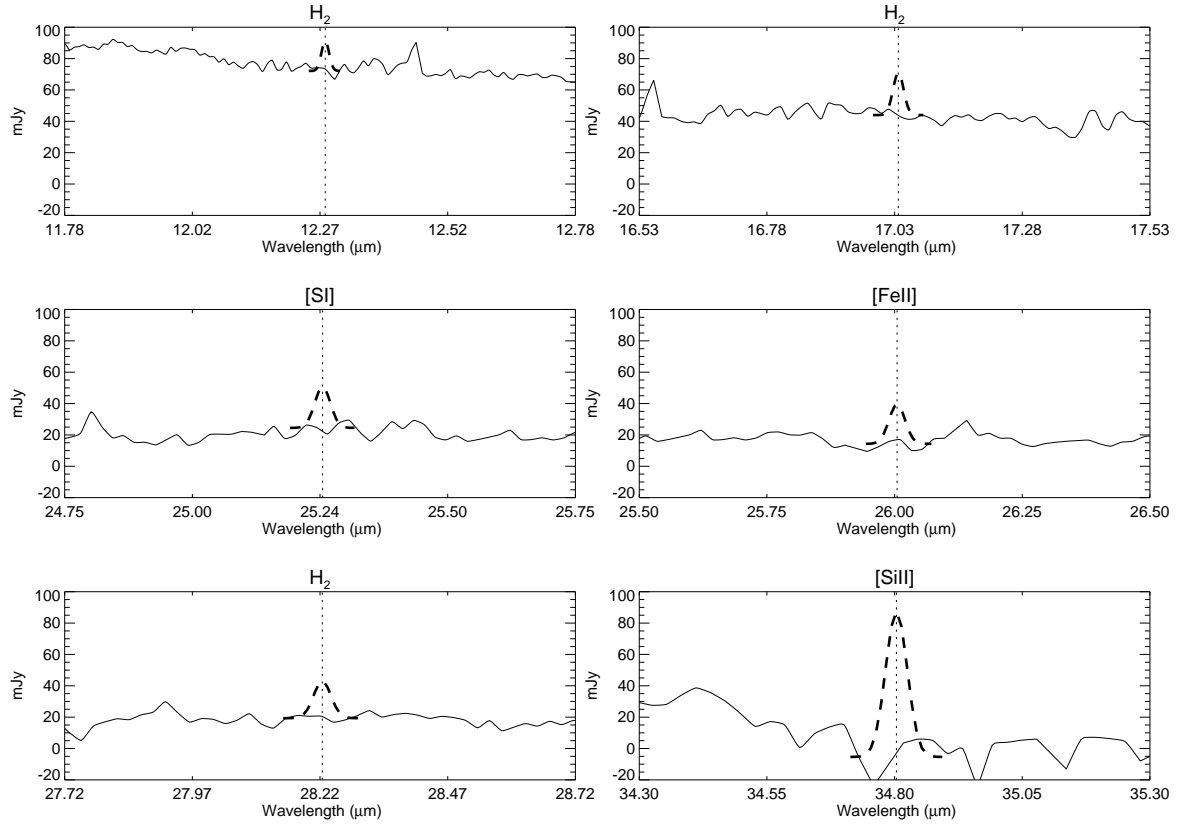 H2
mJy
100
80
60
40
20
0
-20
11.78 12.02 12.27 12.52 12.78
Wavelength (μm)
H2
mJy
100
80
60
40
20
0
-20
16.53 16.78 17.03 17.28 17.53
Wavelength (μm)
[SI]
mJy
100
80
60
40
20
0
-20
24.75 25.00 25.24 25.50 25.75
Wavelength (μm)
[FeII]
mJy
100
80
60
40
20
0
-20
25.50 25.75 26.00 26.25 26.50
Wavelength (μm)
H2
mJy
100
80
60
40
20
0
-20
27.72 27.97 28.22 28.47 28.72
Wavelength (μm)
[SiII]
mJy
100
80
60
40
20
0
-20
34.30 34.55 34.80 35.05 35.30
Wavelength (μm)